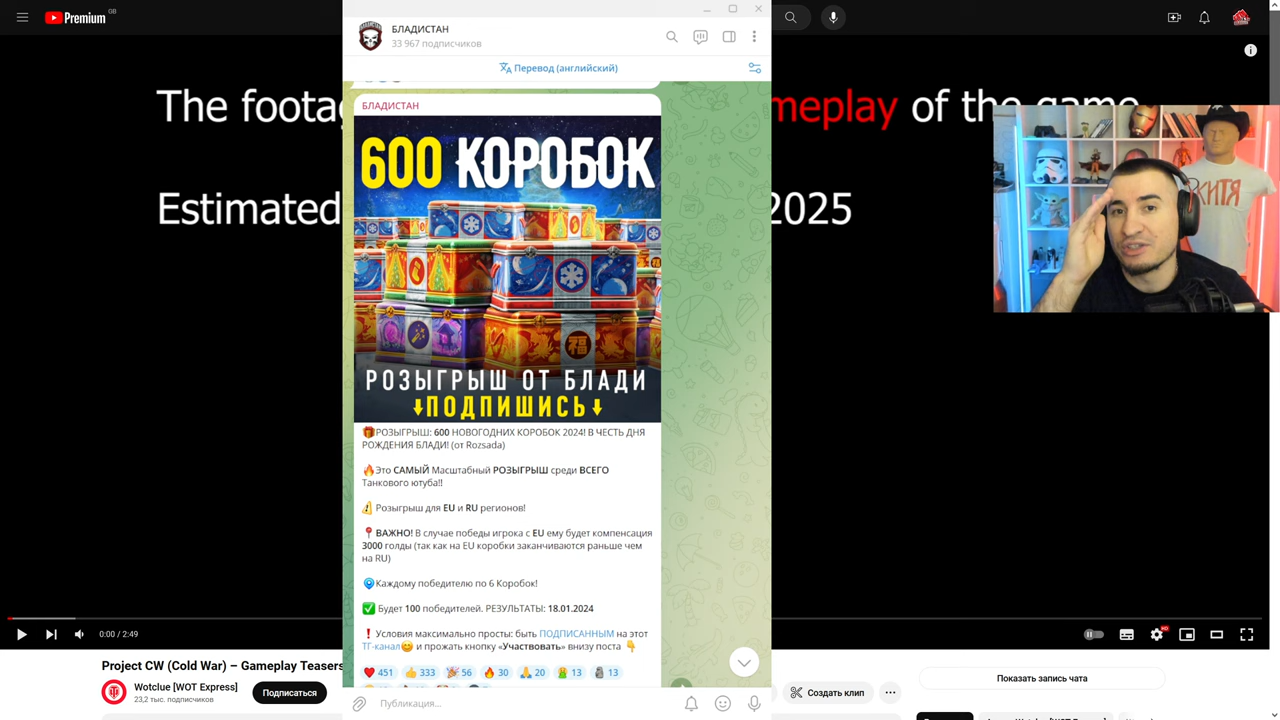 Premium GB
БЛАДИСТАН
33 967 подписчиков
Перевод (английский)
БЛАДИСТАН
The foota
meplay of the game
Estimated
2025
КИТЯ
600 КОРОБОК
РОЗЫГРЫШ ОТ БЛАДИ
ПОДПИШИСЬ
РОЗЫГРЫШ: 600 НОВОГОДНИХ КОРОБОК 2024! В ЧЕСТЬ ДНЯ
РОЖДЕНИЯ БЛАДИ! (от Rozsada)
Это САМЫЙ Масштабный РОЗЫГРЫШ среди ВСЕГО
Танкового ютуба!!
Розыгрыш для EU и RU регионов!
ВАЖНО! В случае победы игрока с EU ему будет компенсация
3000 голды (так как на EU коробки заканчиваются раньше чем
на RU)
Каждому победителю по 6 Коробок!
Будет 100 победителей. РЕЗУЛЬТАТЫ: 18.01.2024
Условия максимально просты: быть ПОДПИСАННЫМ на этот
ТГ-канал и прожать кнопку «Участвовать» внизу поста
451 333 56 30 20 13 13
Публикация...
0:00 / 2:49
HD
Project CW (Cold War) – Gameplay Teasers
Wotclue [WOT Express]
23,2 тыс. подписчиков
Подписаться
Создать клип
Показать запись чата